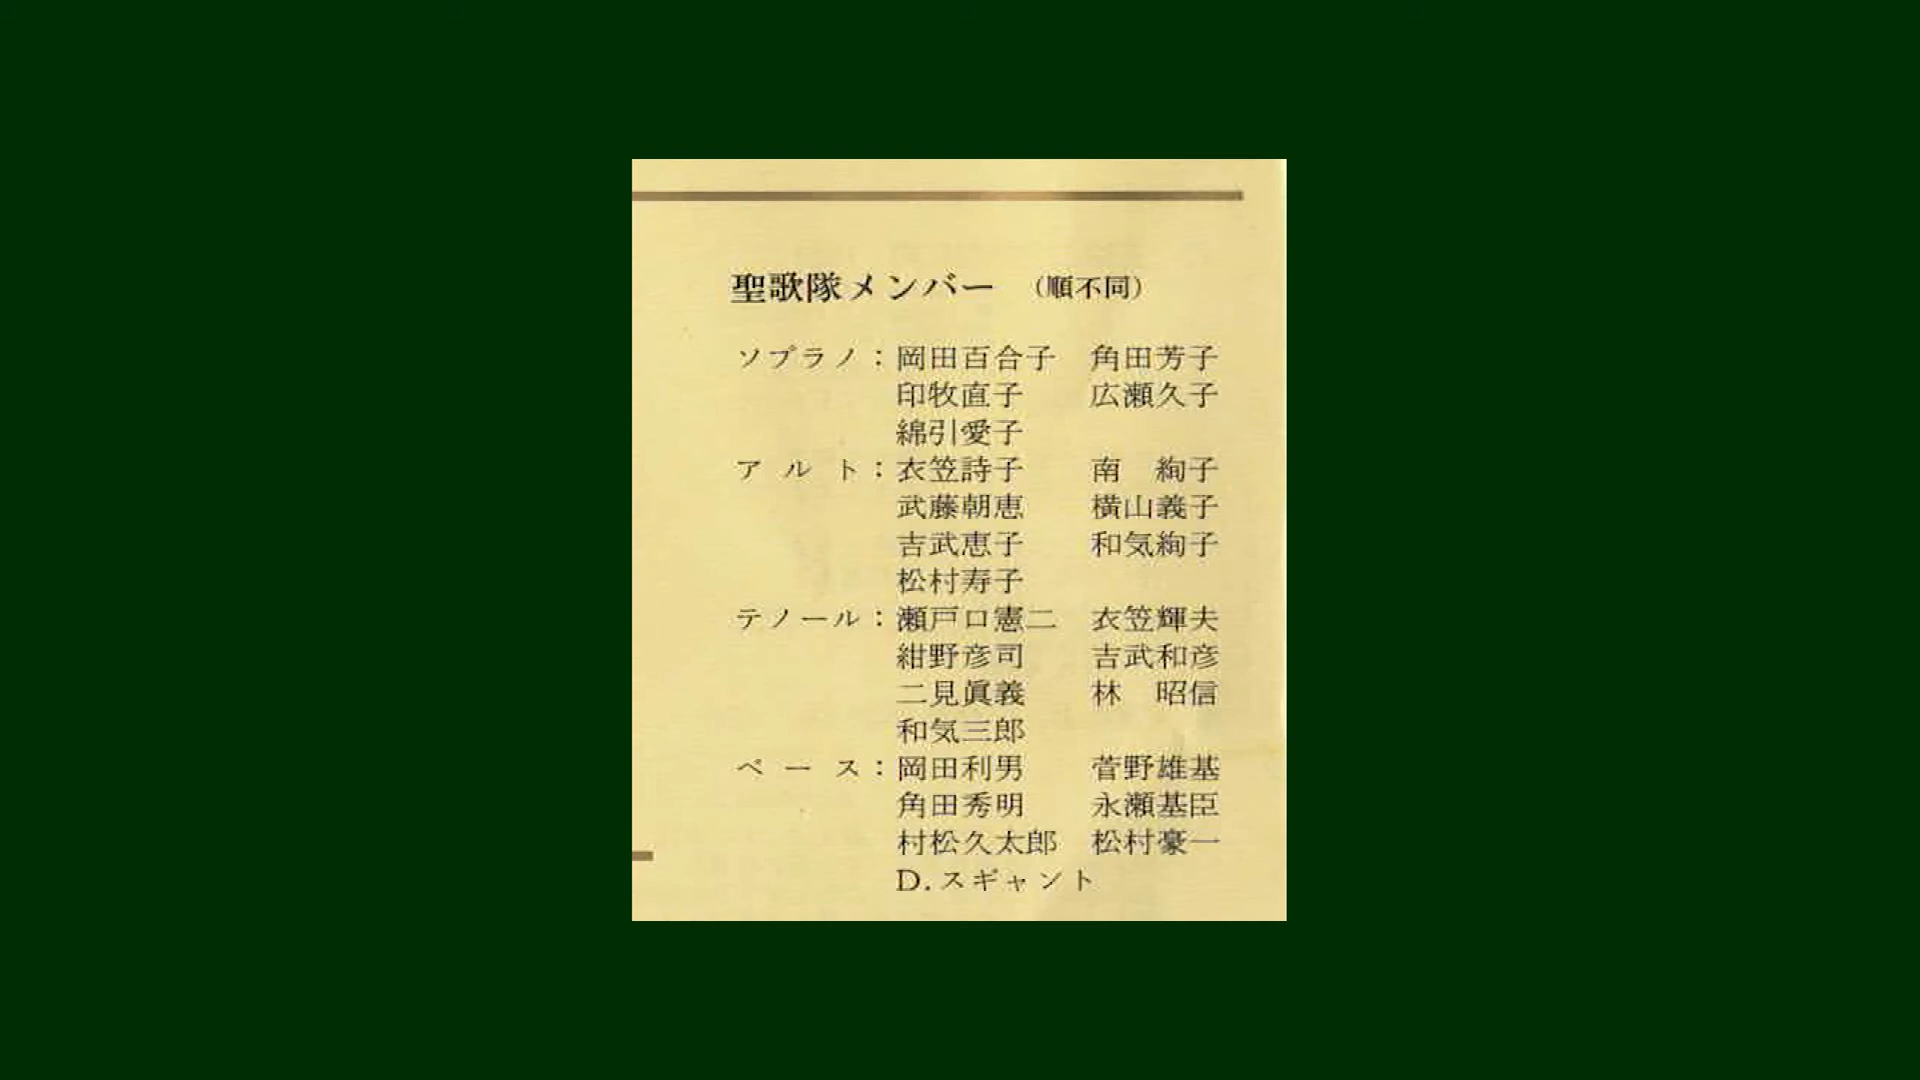 聖歌隊メンバー （順不同）
ソプラノ：岡田百合子　角田芳子
印牧直子　広瀬久子
綿引愛子
アルト：衣笠詩子　南　絢子
武藤朝恵　横山義子
吉武恵子　和気絢子
松村寿子
テノール：瀬戸口憲二　衣笠輝夫
紺野彦司　吉武和彦
二見眞義　林　昭信
和気三郎
ベース：岡田利男　菅野雄基
角田秀明　永瀬基臣
村松久太郎　松村豪一
D.スギャント